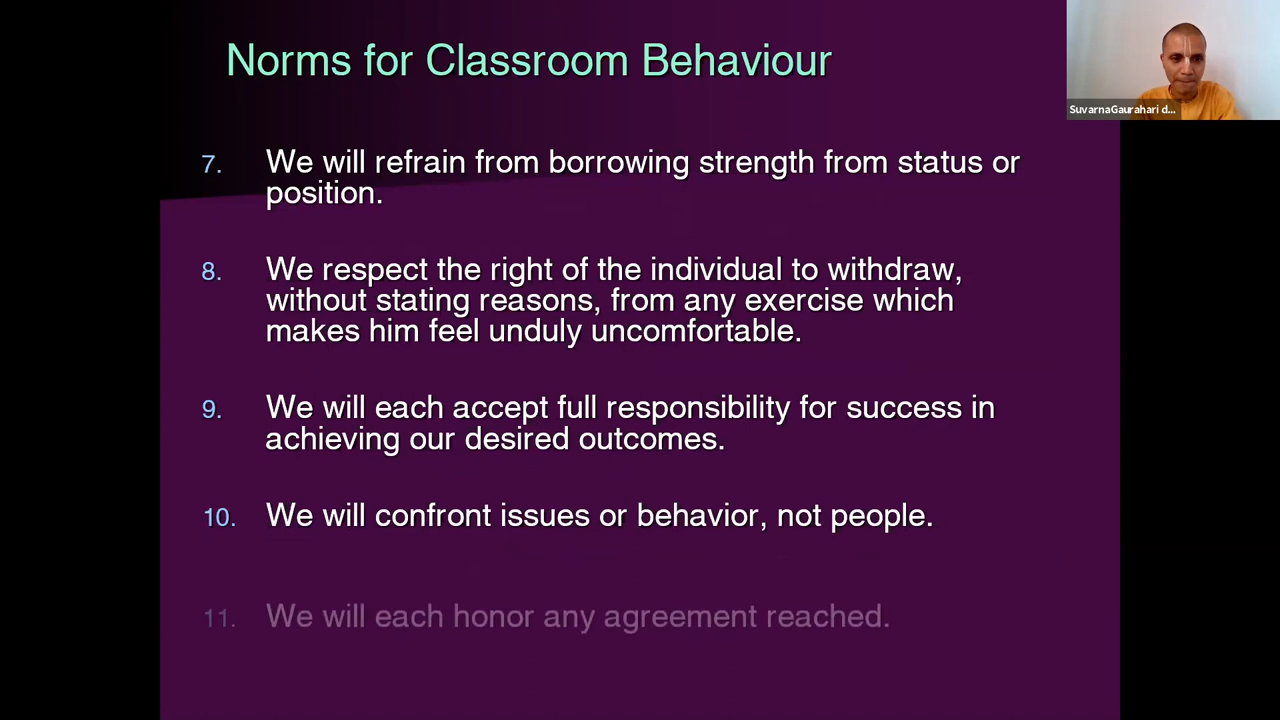 Norms for Classroom Behaviour
SuvarnaGaurahari d...
7. We will refrain from borrowing strength from status or
position.
8. We respect the right of the individual to withdraw,
without stating reasons, from any exercise which
makes him feel unduly uncomfortable.
9. We will each accept full responsibility for success in
achieving our desired outcomes.
10. We will confront issues or behavior, not people.
11. We will each honor any agreement reached.